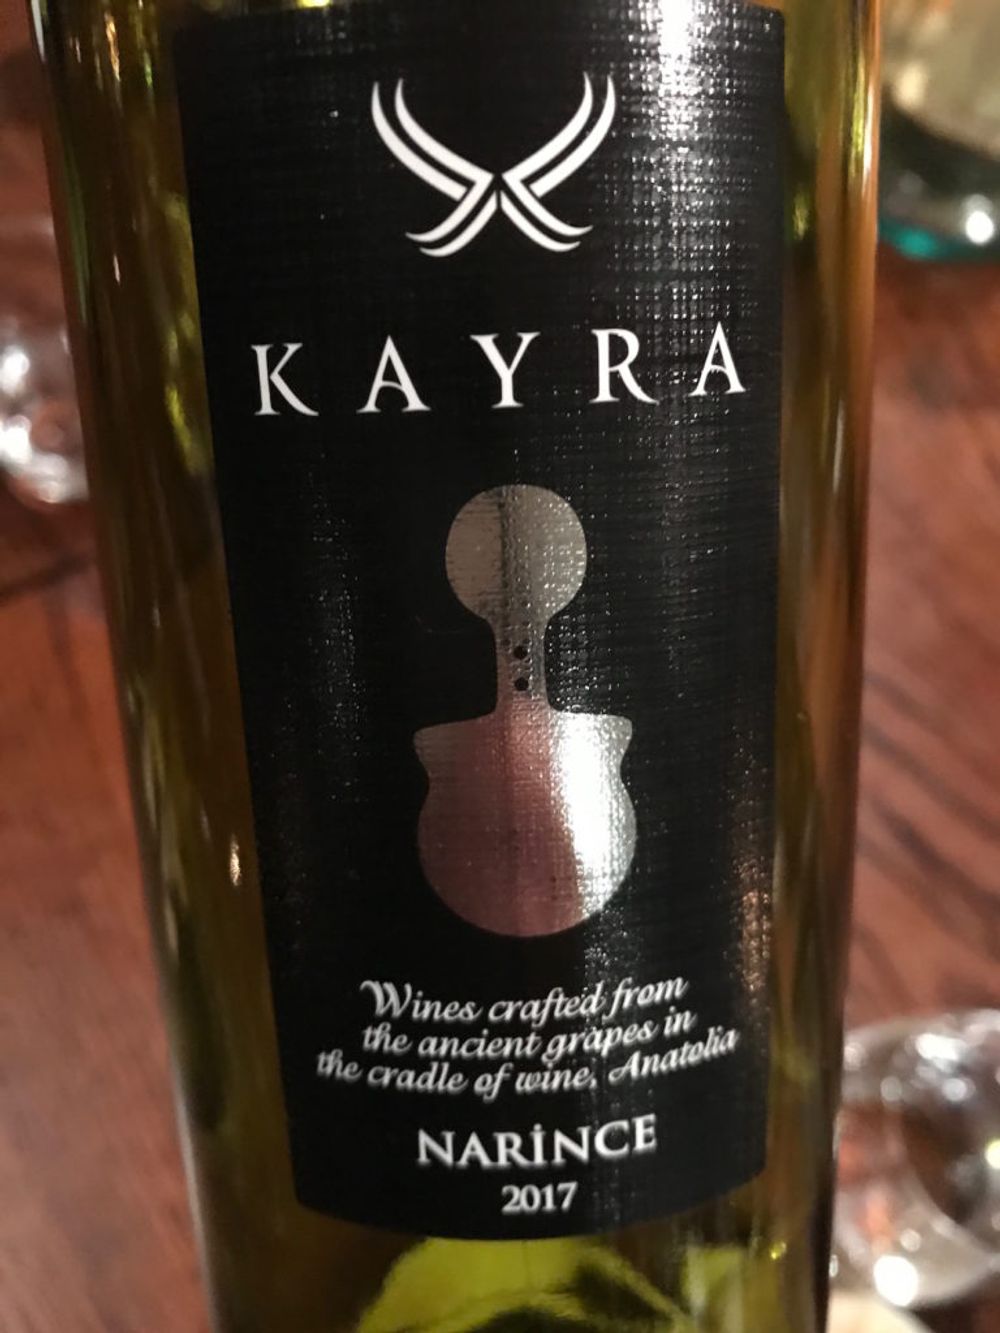 KAYRA
Wines crafted from
the ancient grapes in
the cradle of wine, Anatolia
NARİNCE
2017